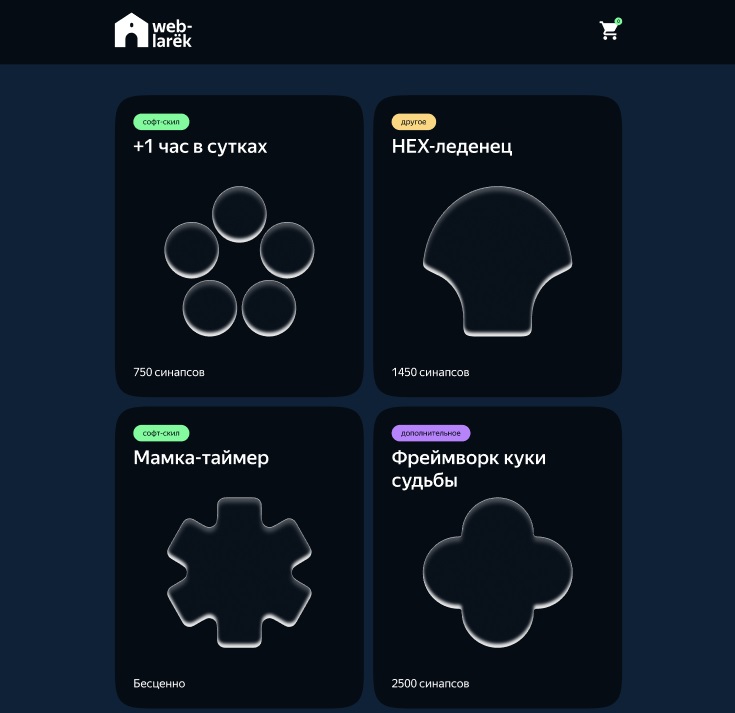 web-
larëk
0
софт-скил
+1 час в сутках
750 синапсов
другое
HEX-леденец
1450 синапсов
софт-скил
Мамка-таймер
Бесценно
дополнительное
Фреймворк куки
судьбы
2500 синапсов